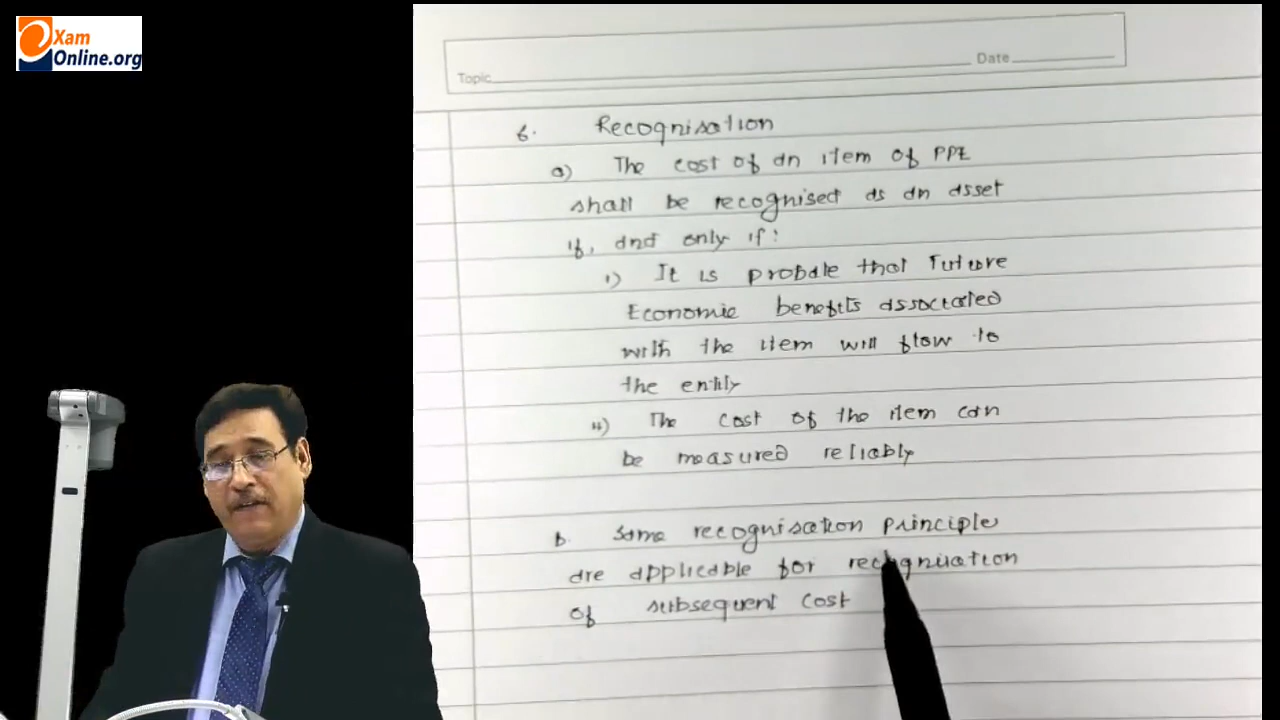 Xam
Online.org
Topic
Date
6. Recognisation
a) The cost of an item of PPE
shall be recognised as an asset
if, and only if:
i) It is probale that future
Economic benefits associated
with the item will flow to
the entity
ii) The cost of the item can
be measured reliably
b. Same recognisation principle
are applicable for recognisation
of subsequent cost